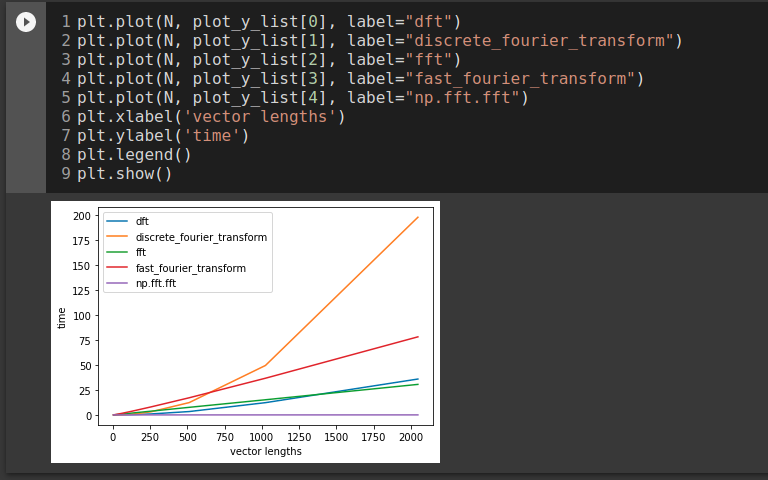 1 plt.plot(N, plot_y_list[0], label="dft")
2 plt.plot(N, plot_y_list[1], label="discrete_fourier_transform")
3 plt.plot(N, plot_y_list[2], label="fft")
4 plt.plot(N, plot_y_list[3], label="fast_fourier_transform")
5 plt.plot(N, plot_y_list[4], label="np.fft.fft")
6 plt.xlabel('vector lengths')
7 plt.ylabel('time')
8 plt.legend()
9 plt.show()
dft
discrete_fourier_transform
fft
fast_fourier_transform
np.fft.fft
200
175
150
125
100
75
50
25
0
time
0 250 500 750 1000 1250 1500 1750 2000
vector lengths